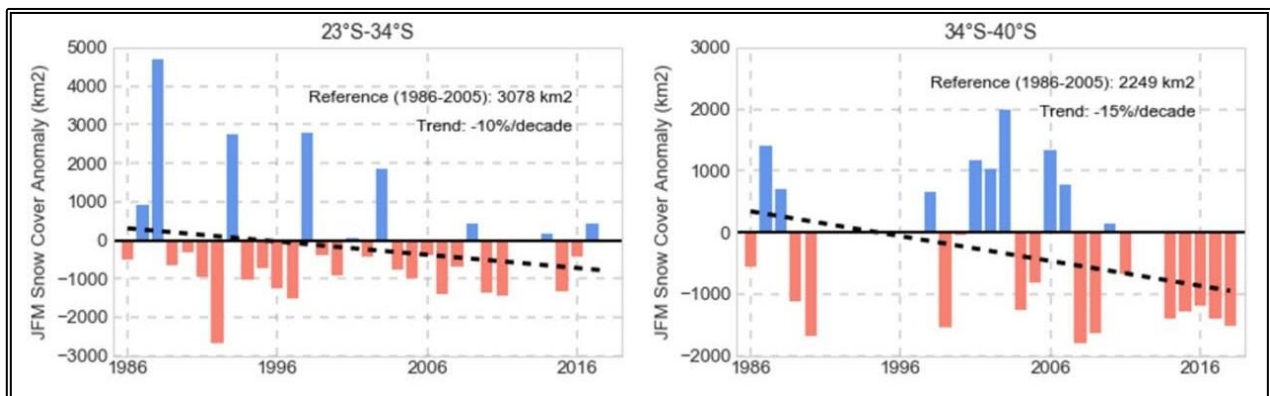 23°S-34°S
JFM Snow Cover Anomaly (km2)
5000
4000
3000
2000
1000
0
−1000
−2000
−3000
Reference (1986-2005): 3078 km2
Trend: -10%/decade
1986
1996
2006
2016
34°S-40°S
JFM Snow Cover Anomaly (km2)
3000
2000
1000
0
−1000
−2000
Reference (1986-2005): 2249 km2
Trend: -15%/decade
1986
1996
2006
2016